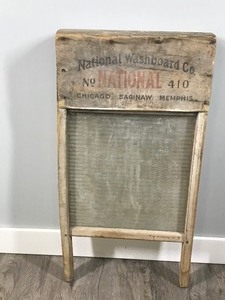 National Washboard Co.
No NATIONAL 410
CHICAGO, SAGINAW, MEMPHIS